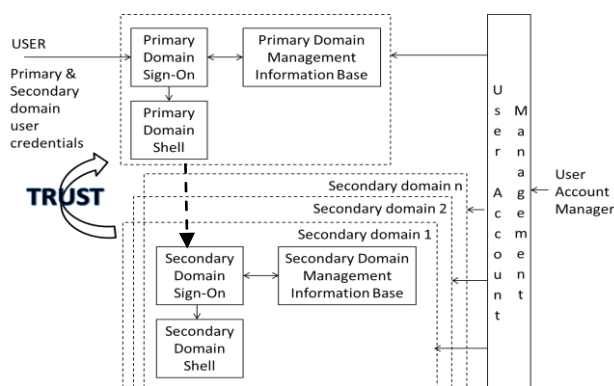 USER
Primary &
Secondary
domain
user
credentials
TRUST
Primary
Domain
Sign-On
Primary Domain
Management
Information Base
Primary
Domain
Shell
Secondary domain n
Secondary domain 2
Secondary domain 1
Secondary
Domain
Sign-On
Secondary Domain
Management
Information Base
Secondary
Domain
Shell
User Account
Management
User
Account
Manager